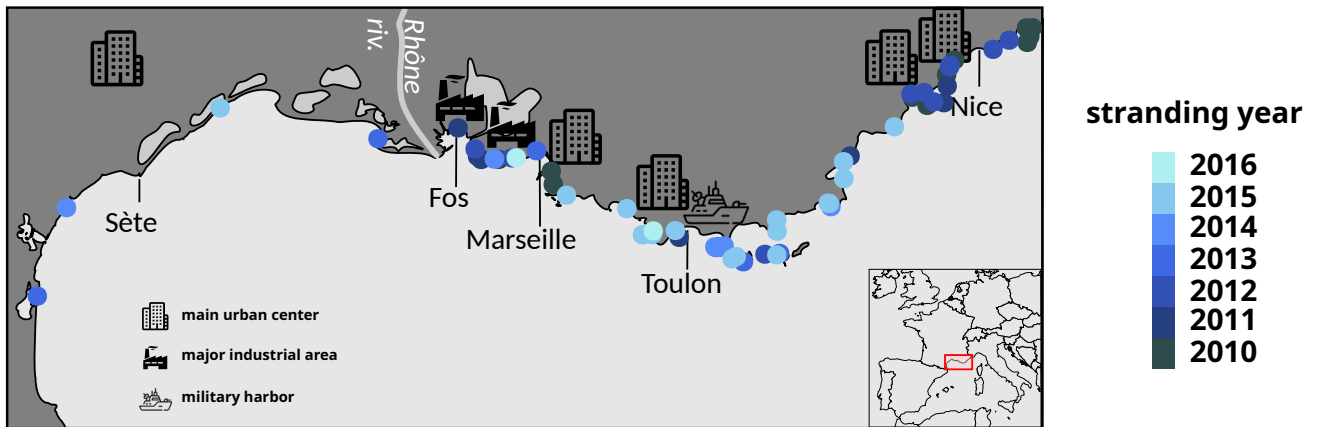 Rhône
riv.
Nice
Fos
Sète
Marseille
Toulon
main urban center
major industrial area
military harbor
stranding year
2016
2015
2014
2013
2012
2011
2010